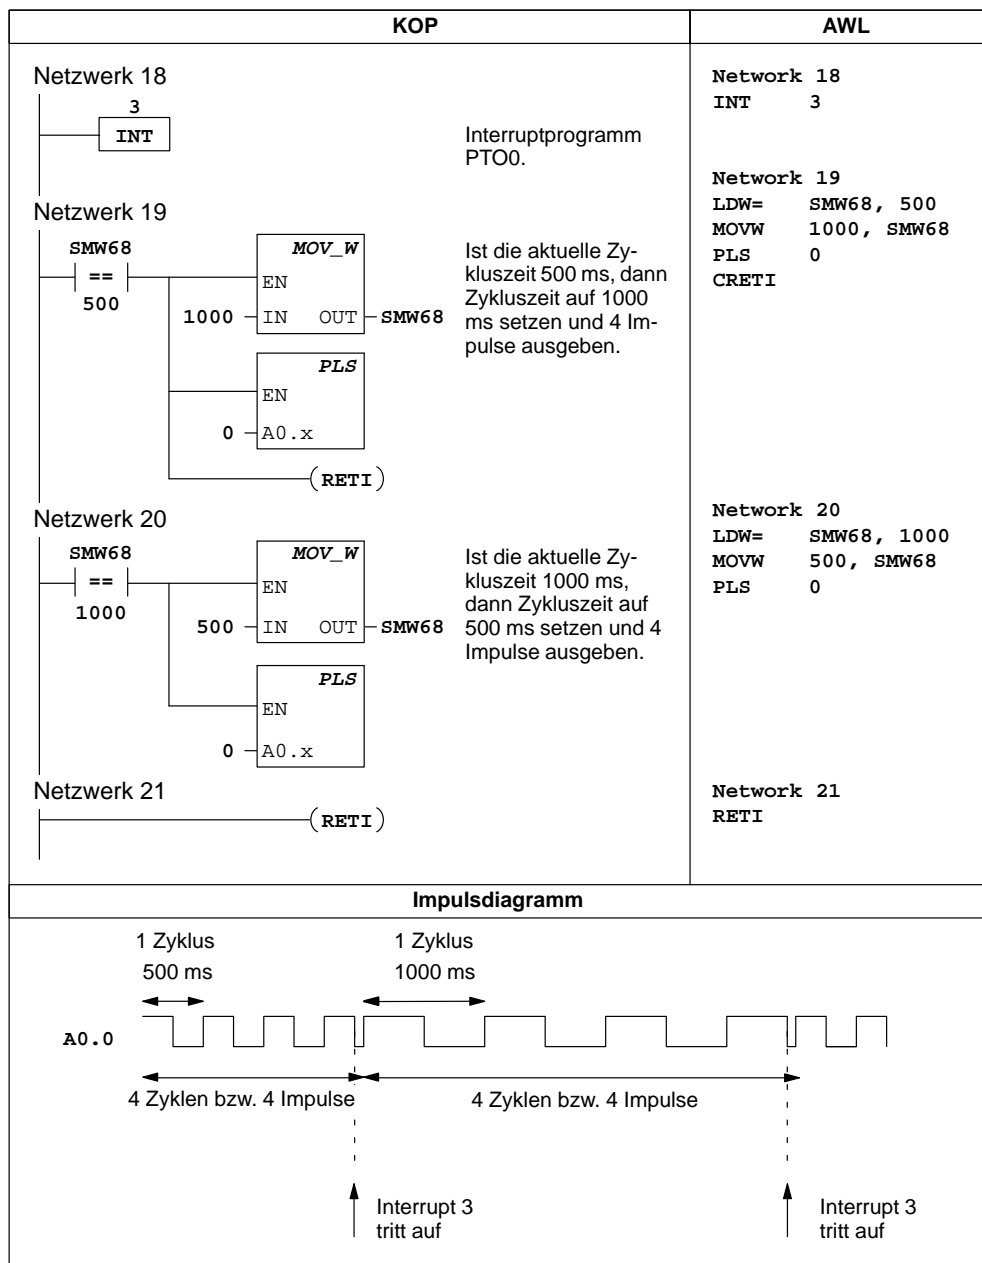 KOP
AWL
Netzwerk 18
3
INT
Interruptprogramm
PTO0.
Network 18
INT 3
Netzwerk 19
SMW68
==
500
MOV_W
EN
1000
IN OUT
SMW68
PLS
EN
0
A0.x
RETI
Ist die aktuelle Zy-
kluszeit 500 ms, dann
Zykluszeit auf 1000
ms setzen und 4 Im-
pulse ausgeben.
Network 19
LDW= SMW68, 500
MOVW 1000, SMW68
PLS 0
CRETI
Netzwerk 20
SMW68
==
1000
MOV_W
EN
500
IN OUT
SMW68
PLS
EN
0
A0.x
Ist die aktuelle Zy-
kluszeit 1000 ms,
dann Zykluszeit auf
500 ms setzen und 4
Impulse ausgeben.
Network 20
LDW= SMW68, 1000
MOVW 500, SMW68
PLS 0
Netzwerk 21
RETI
Network 21
RETI
Impulsdiagramm
1 Zyklus
500 ms
1 Zyklus
1000 ms
A0.0
4 Zyklen bzw. 4 Impulse
4 Zyklen bzw. 4 Impulse
Interrupt 3
tritt auf
Interrupt 3
tritt auf